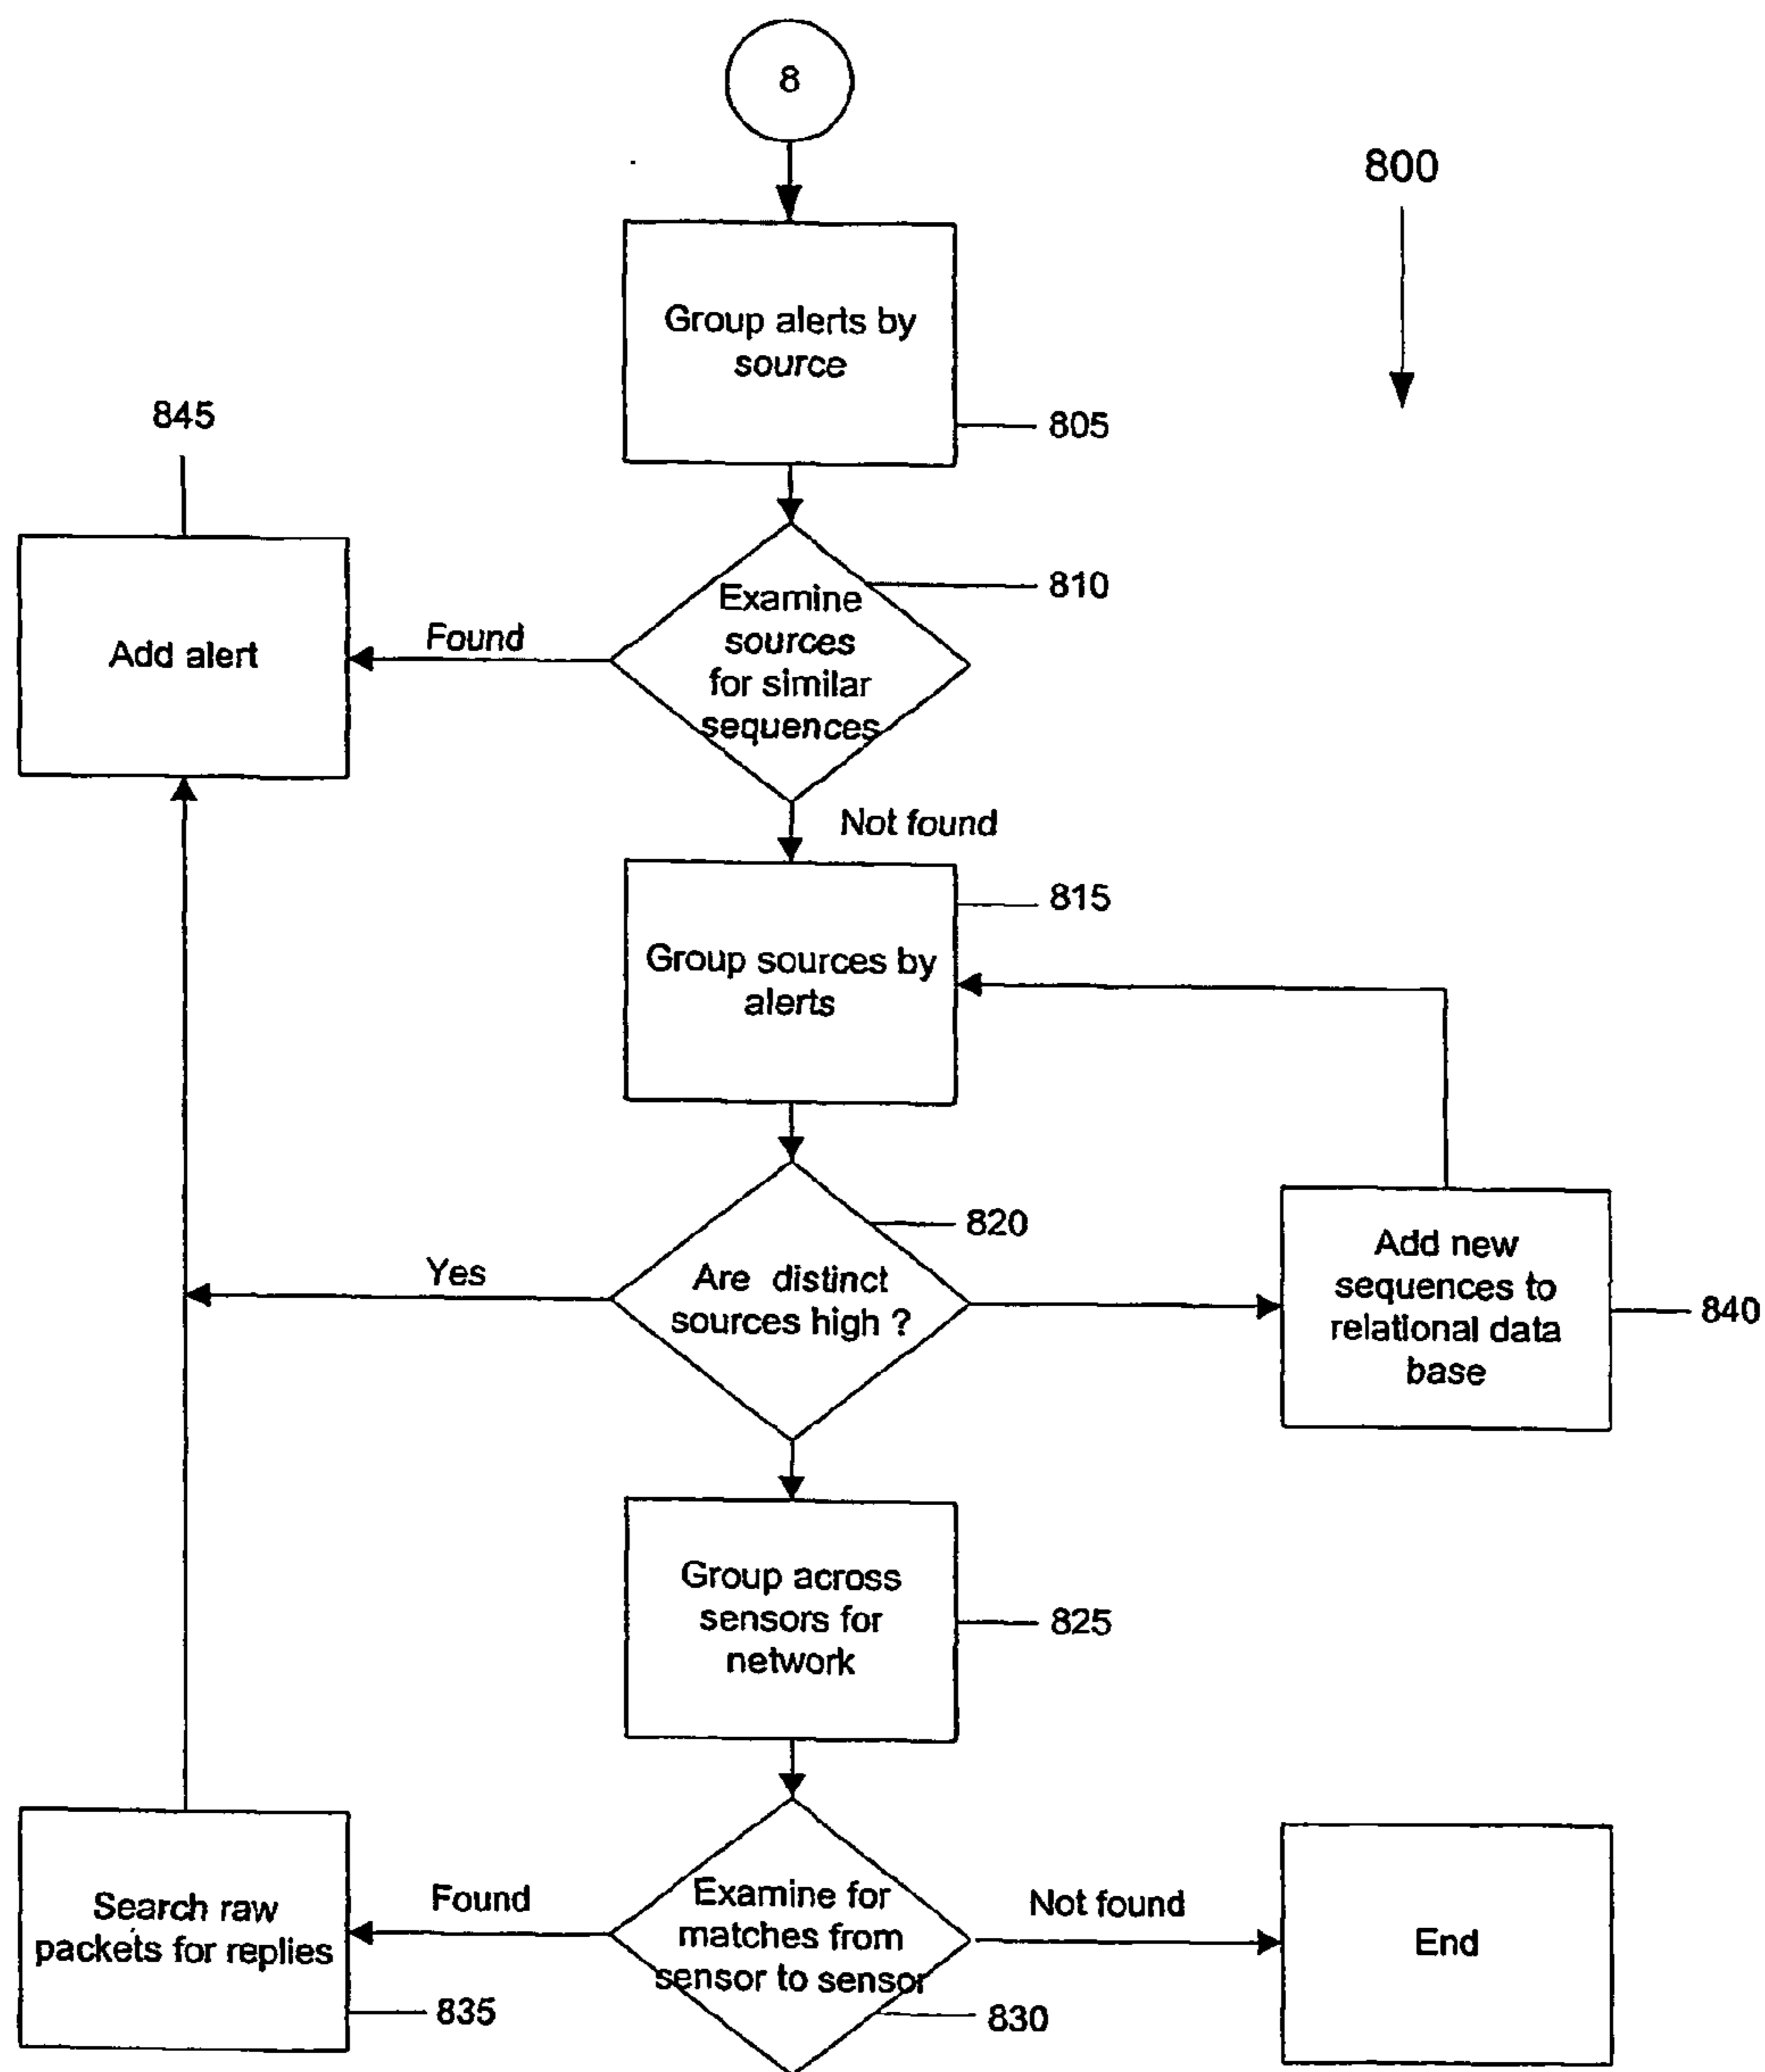 8
800
Group alerts by
source
805
845
810
Examine
sources
for similar
sequences
Found
Add alert
Not found
815
Group sources by
alerts
820
Yes
Are distinct
sources high ?
Add new
sequences to
relational data
base
840
Group across
sensors for
network
825
Search raw
packets for replies
Found
Examine for
matches from
sensor to sensor
Not found
End
835
830